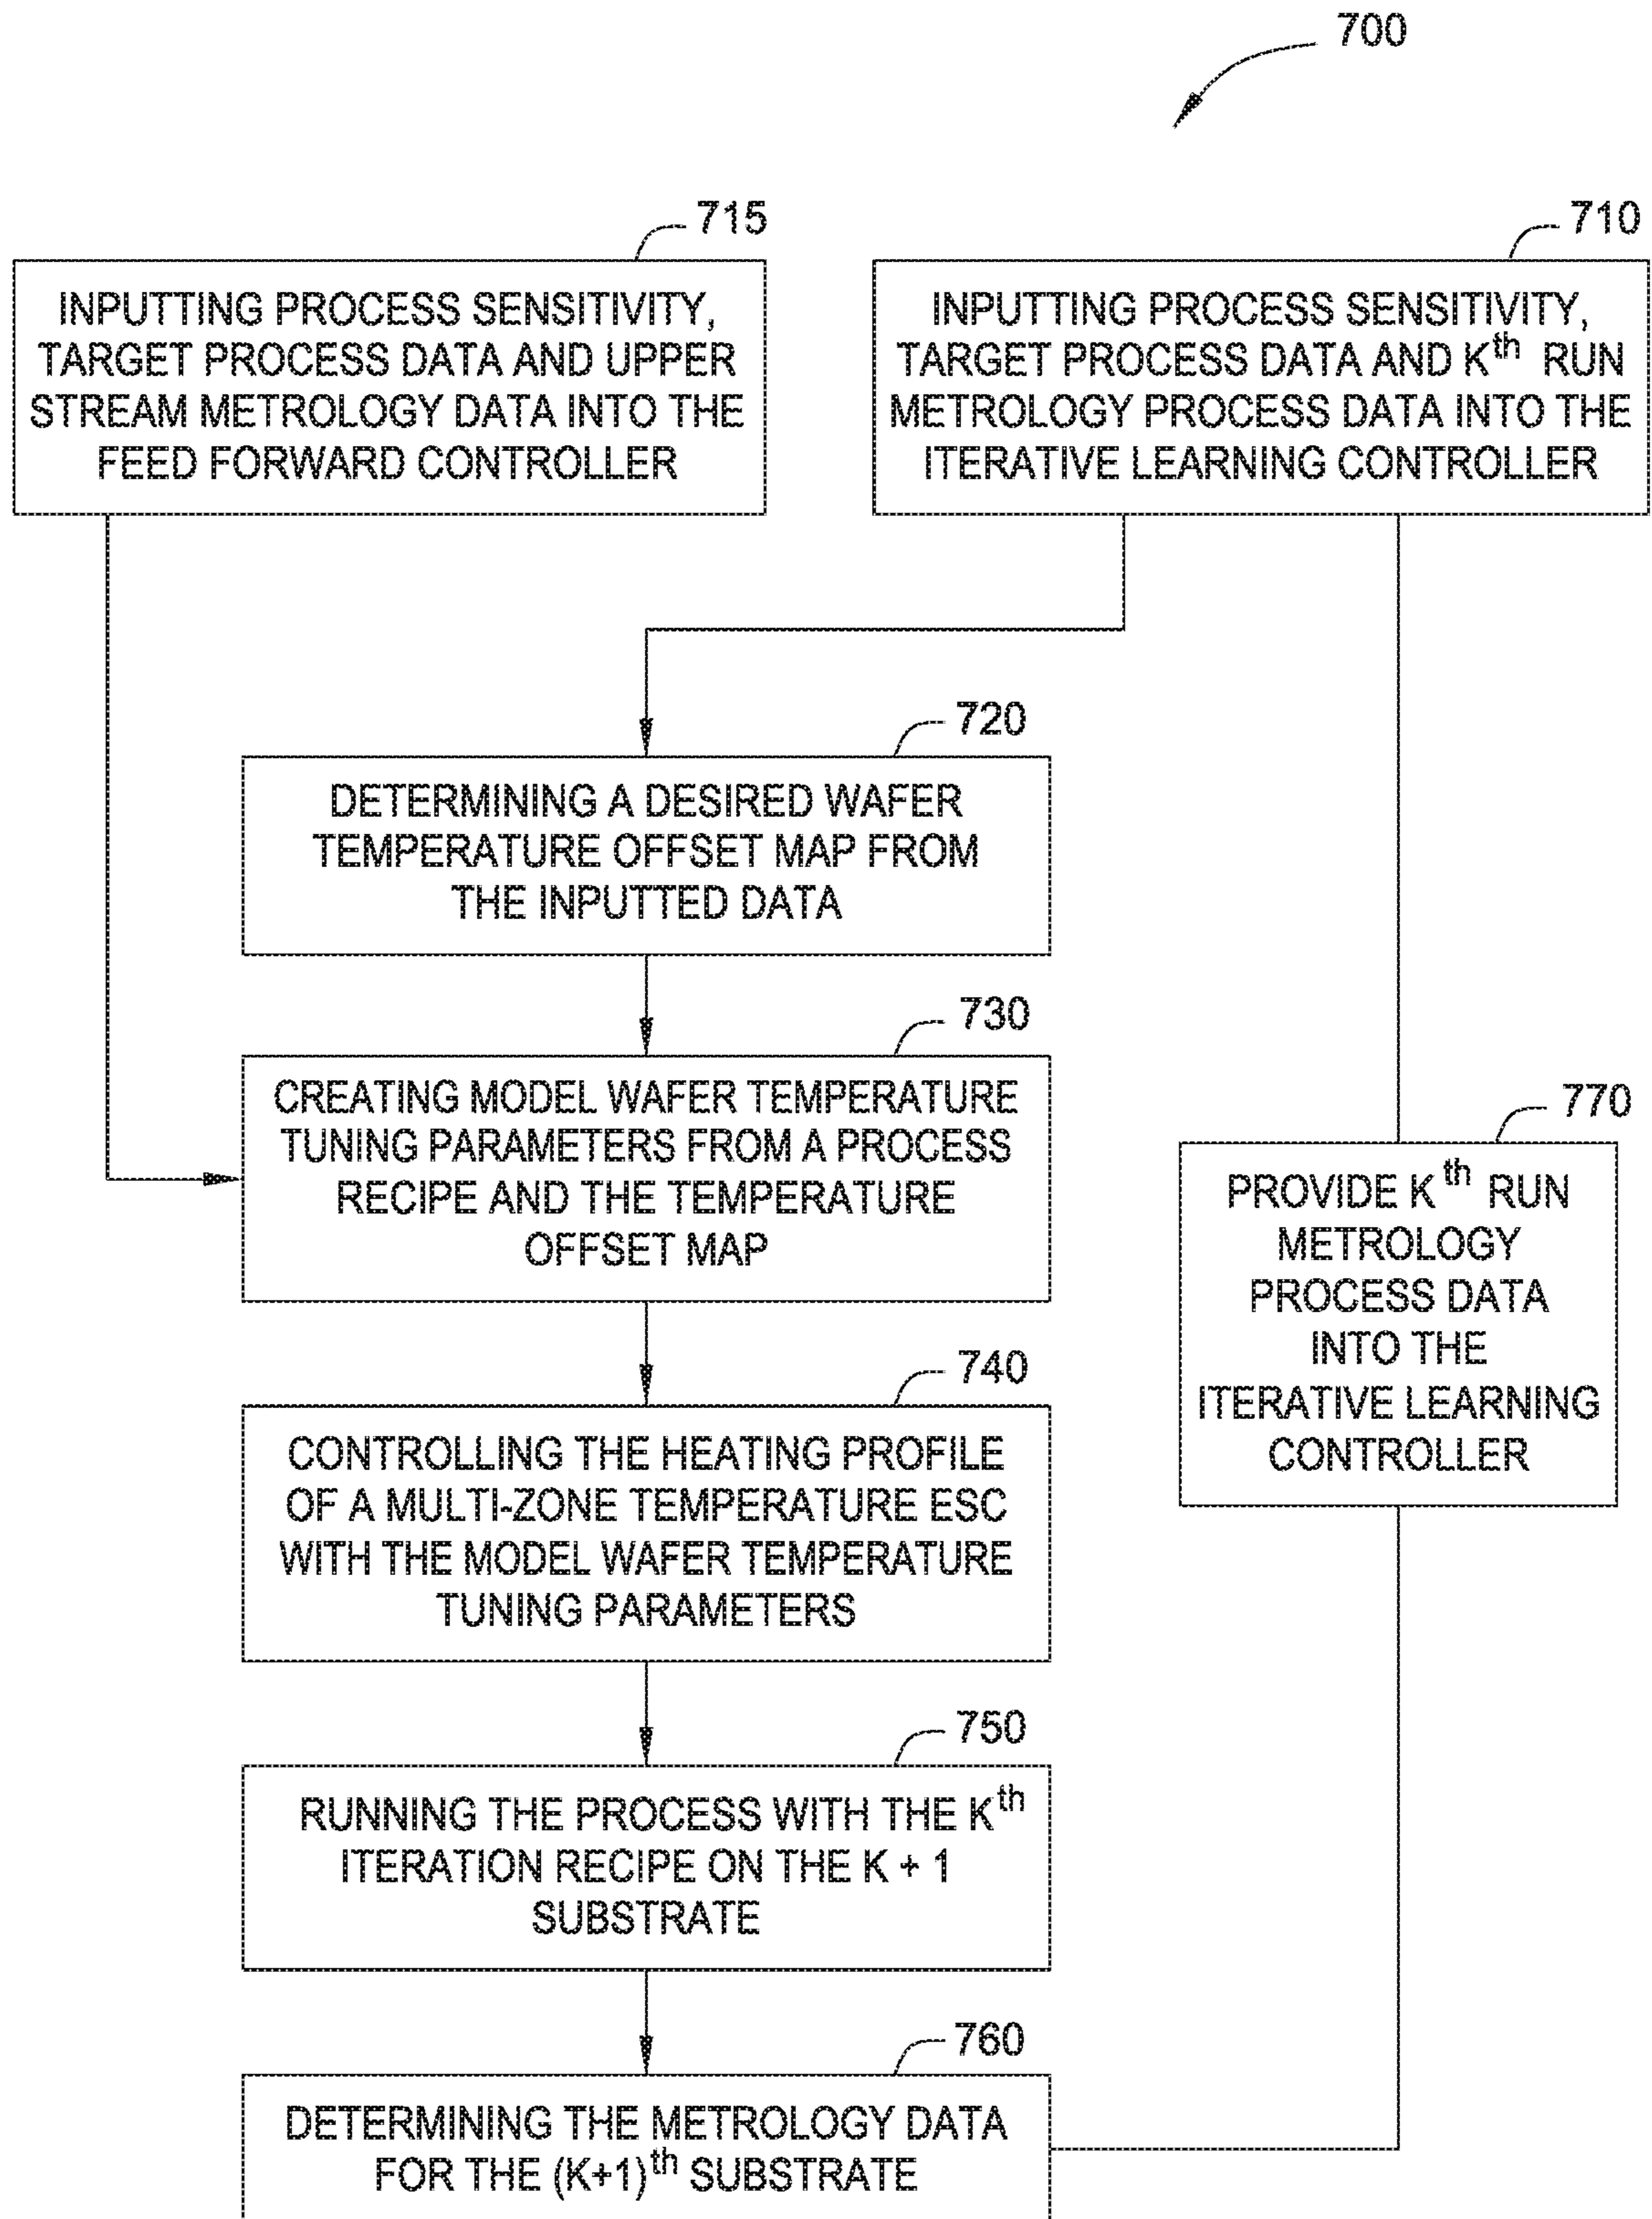 700
715
INPUTTING PROCESS SENSITIVITY,
TARGET PROCESS DATA AND UPPER
STREAM METROLOGY DATA INTO THE
FEED FORWARD CONTROLLER
710
INPUTTING PROCESS SENSITIVITY,
TARGET PROCESS DATA AND Kth RUN
METROLOGY PROCESS DATA INTO THE
ITERATIVE LEARNING CONTROLLER
720
DETERMINING A DESIRED WAFER
TEMPERATURE OFFSET MAP FROM
THE INPUTTED DATA
730
CREATING MODEL WAFER TEMPERATURE
TUNING PARAMETERS FROM A PROCESS
RECIPE AND THE TEMPERATURE
OFFSET MAP
770
PROVIDE Kth RUN
METROLOGY
PROCESS DATA
INTO THE
ITERATIVE LEARNING
CONTROLLER
740
CONTROLLING THE HEATING PROFILE
OF A MULTI-ZONE TEMPERATURE ESC
WITH THE MODEL WAFER TEMPERATURE
TUNING PARAMETERS
750
RUNNING THE PROCESS WITH THE Kth
ITERATION RECIPE ON THE K + 1
SUBSTRATE
760
DETERMINING THE METROLOGY DATA
FOR THE (K+1)th SUBSTRATE